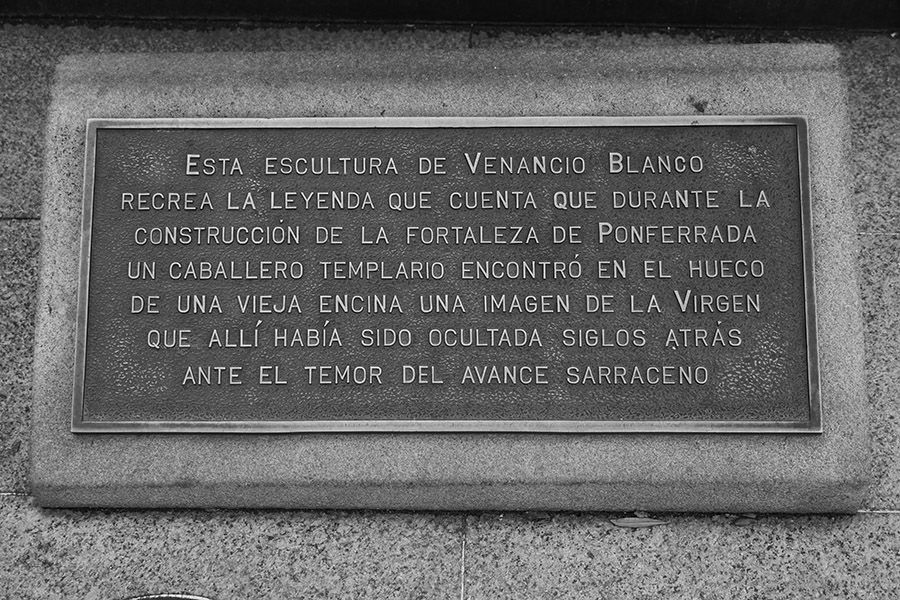 Esta escultura de Venancio Blanco
recrea la leyenda que cuenta que durante la
construcción de la fortaleza de Ponferrada
un caballero templario encontró en el hueco
de una vieja encina una imagen de la Virgen
que allí había sido ocultada siglos atrás
ante el temor del avance sarraceno